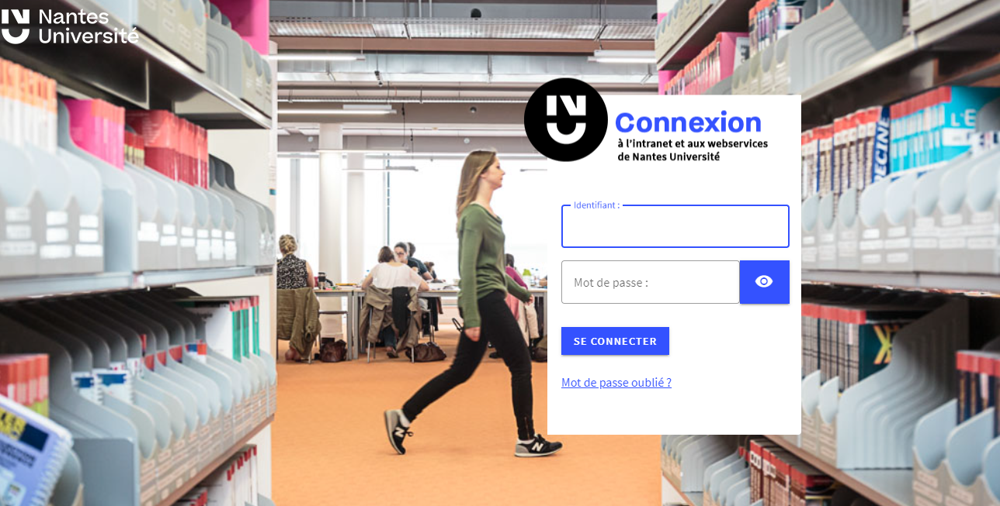 Nantes
Université
Connexion
à l'intranet et aux webservices
de Nantes Université
Identifiant :
Mot de passe :
SE CONNECTER
Mot de passe oublié ?